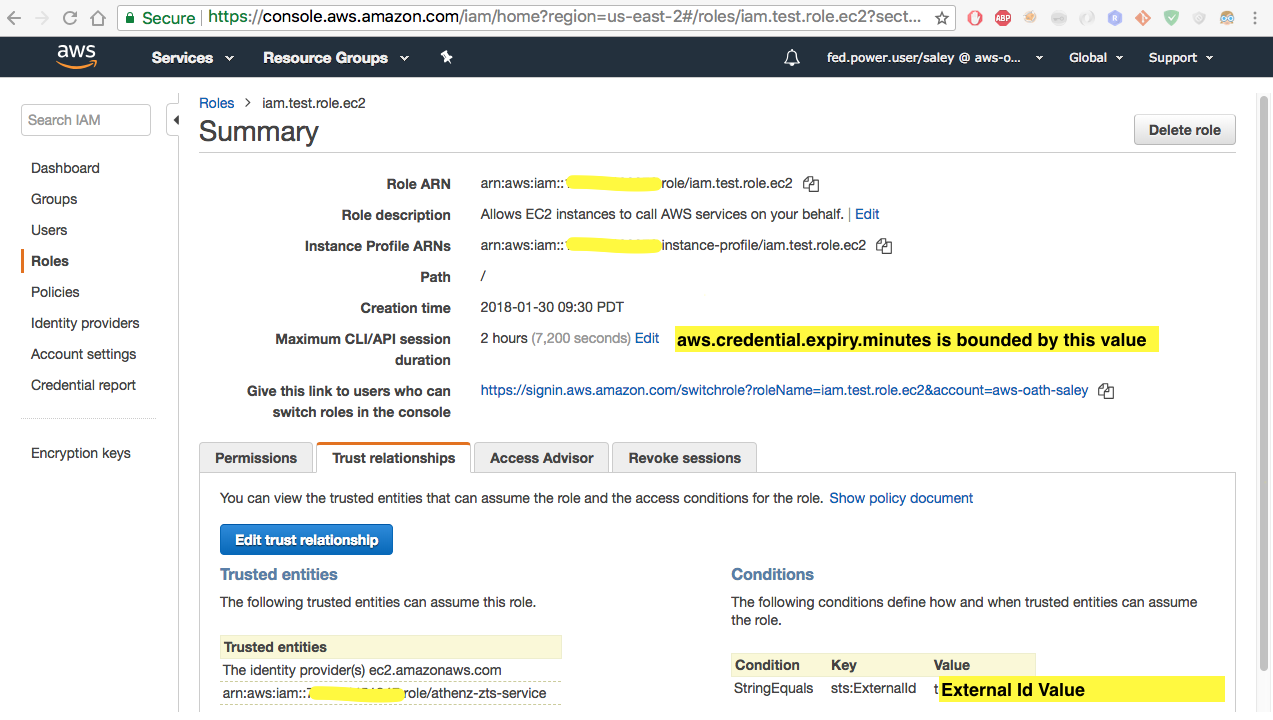 Secure https://console.aws.amazon.com/iam/home?region=us-east-2#/roles/iam.test.role.ec2?sect...
ABP
aws Services Resource Groups fed.power.user/saley @ aws-o... Global Support
Search IAM
Dashboard
Groups
Users
Roles
Policies
Identity providers
Account settings
Credential report
Encryption keys
Roles > iam.test.role.ec2
Summary
Delete role
Role ARN arn:aws:iam:: role/iam.test.role.ec2
Role description Allows EC2 instances to call AWS services on your behalf. | Edit
Instance Profile ARNs arn:aws:iam:: instance-profile/iam.test.role.ec2
Path /
Creation time 2018-01-30 09:30 PDT
Maximum CLI/API session duration 2 hours (7,200 seconds) Edit aws.credential.expiry.minutes is bounded by this value
Give this link to users who can switch roles in the console https://signin.aws.amazon.com/switchrole?roleName=iam.test.role.ec2&account=aws-oath-saley
Permissions Trust relationships Access Advisor Revoke sessions
You can view the trusted entities that can assume the role and the access conditions for the role. Show policy document
Edit trust relationship
Trusted entities
The following trusted entities can assume this role.
Trusted entities
The identity provider(s) ec2.amazonaws.com
arn:aws:iam:: role/athenz-zts-service
Conditions
The following conditions define how and when trusted entities can assume
the role.
Condition Key Value
StringEquals sts:ExternalId t External Id Value